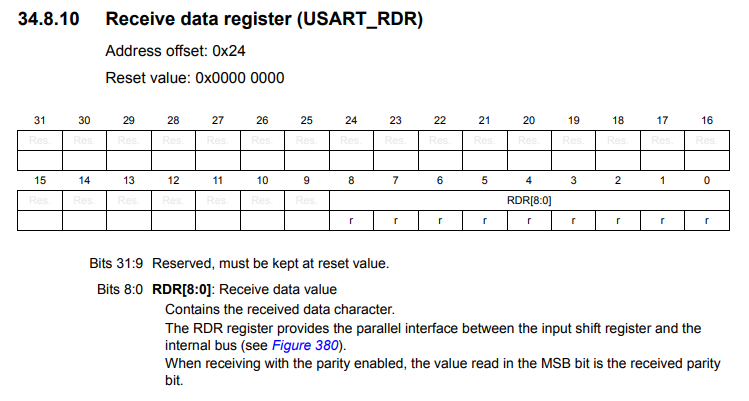 34.8.10 Receive data register (USART_RDR)
Address offset: 0x24
Reset value: 0x0000 0000
31 30 29 28 27 26 25 24 23 22 21 20 19 18 17 16
Res. Res. Res. Res. Res. Res. Res. Res. Res. Res. Res. Res. Res. Res. Res. Res.
15 14 13 12 11 10 9 8 7 6 5 4 3 2 1 0
Res. Res. Res. Res. Res. Res. Res. RDR[8:0]
r r r r r r r r r
Bits 31:9 Reserved, must be kept at reset value.
Bits 8:0 RDR[8:0]: Receive data value
Contains the received data character.
The RDR register provides the parallel interface between the input shift register and the
internal bus (see Figure 380).
When receiving with the parity enabled, the value read in the MSB bit is the received parity
bit.